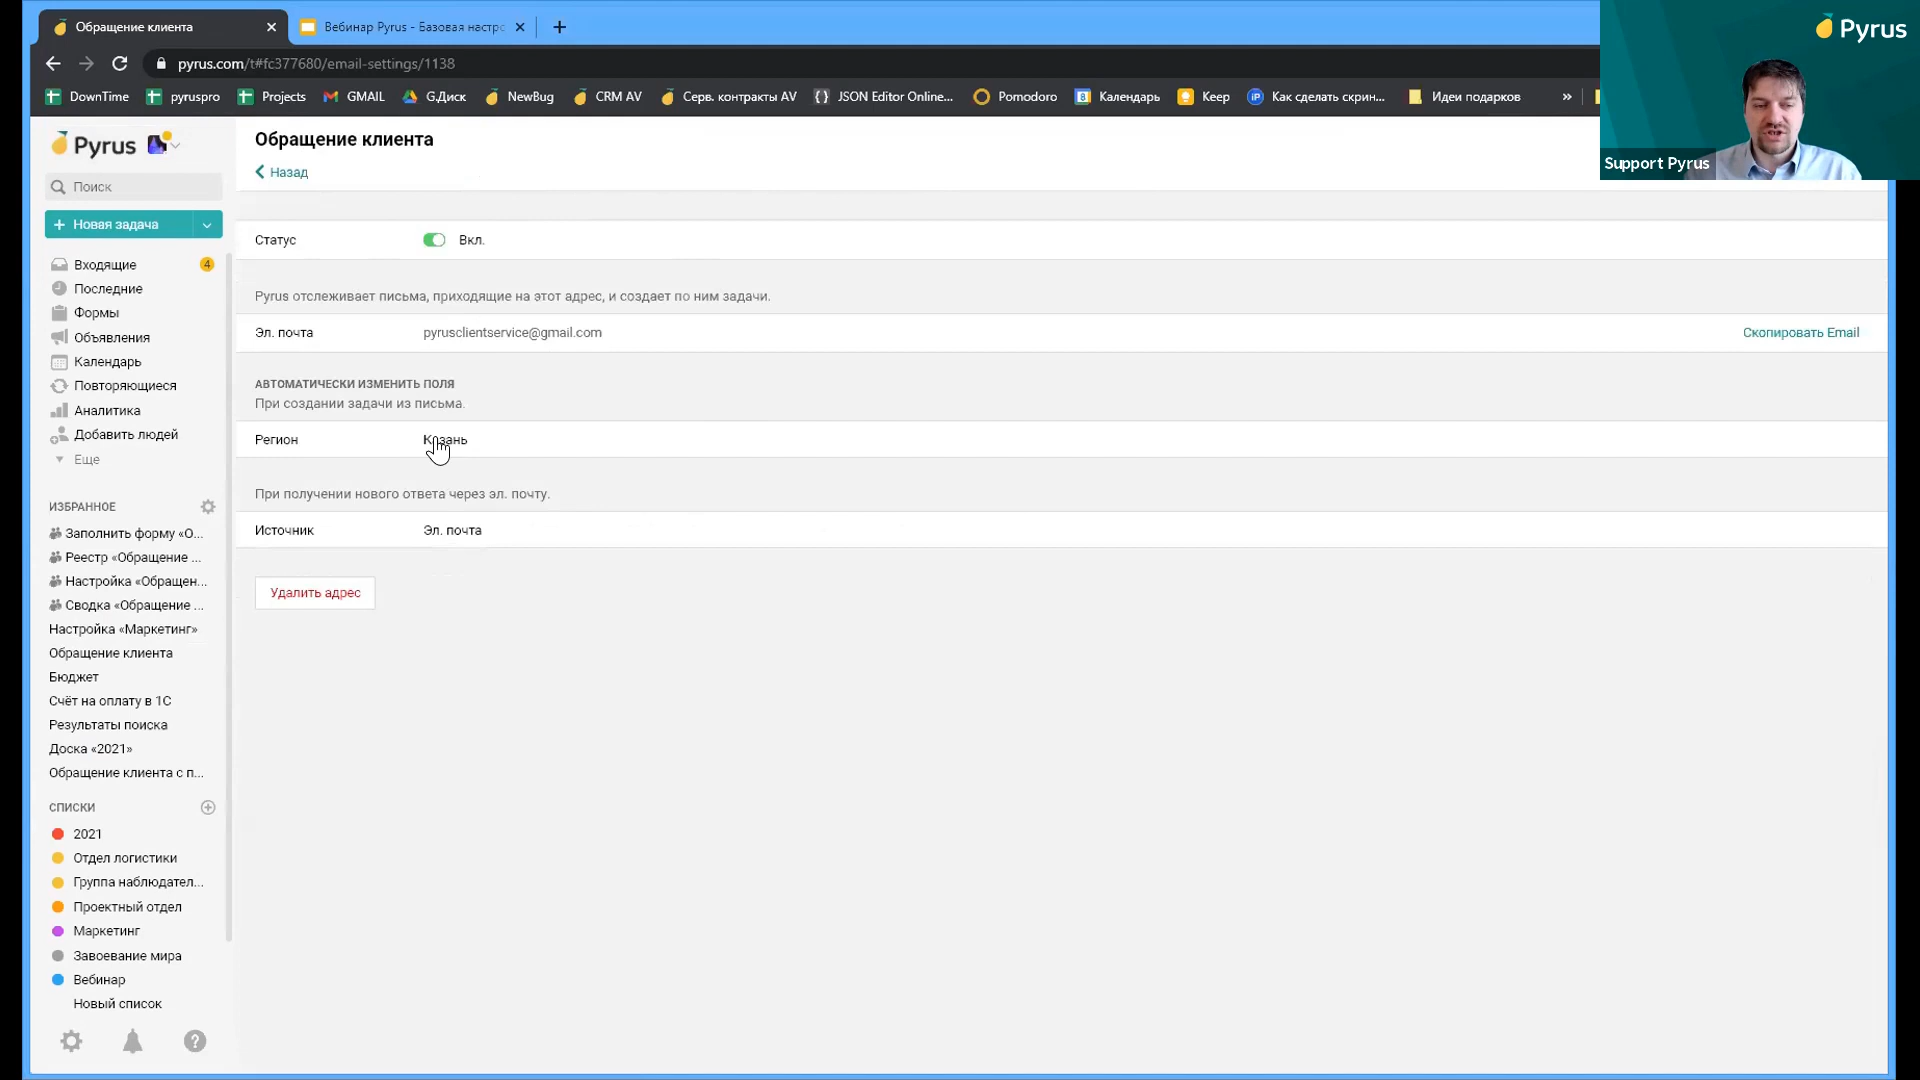 Обращение клиента
Вебинар Pyrus - Базовая настро
Pyrus
pyrus.com/t#fc377680/email-settings/1138
DownTime
pyruspro
Projects
GMAIL
G.Диск
NewBug
CRM AV
Серв. контракты AV
JSON Editor Online...
Pomodoro
Календарь
Keep
Как сделать скрин...
Идеи подарков
»
Support Pyrus
Pyrus
Поиск
+ Новая задача
Входящие 4
Последние
Формы
Объявления
Календарь
Повторяющиеся
Аналитика
Добавить людей
Еще
ИЗБРАННОЕ
Заполнить форму «О...
Реестр «Обращение ...
Настройка «Обращен...
Сводка «Обращение ...
Настройка «Маркетинг»
Обращение клиента
Бюджет
Счёт на оплату в 1С
Результаты поиска
Доска «2021»
Обращение клиента с п...
СПИСКИ
2021
Отдел логистики
Группа наблюдател...
Проектный отдел
Маркетинг
Завоевание мира
Вебинар
Новый список
Обращение клиента
Назад
Статус Вкл.
Pyrus отслеживает письма, приходящие на этот адрес, и создает по ним задачи.
Эл. почта pyrusclientservice@gmail.com Скопировать Email
АВТОМАТИЧЕСКИ ИЗМЕНИТЬ ПОЛЯ
При создании задачи из письма.
Регион Казань
При получении нового ответа через эл. почту.
Источник Эл. почта
Удалить адрес